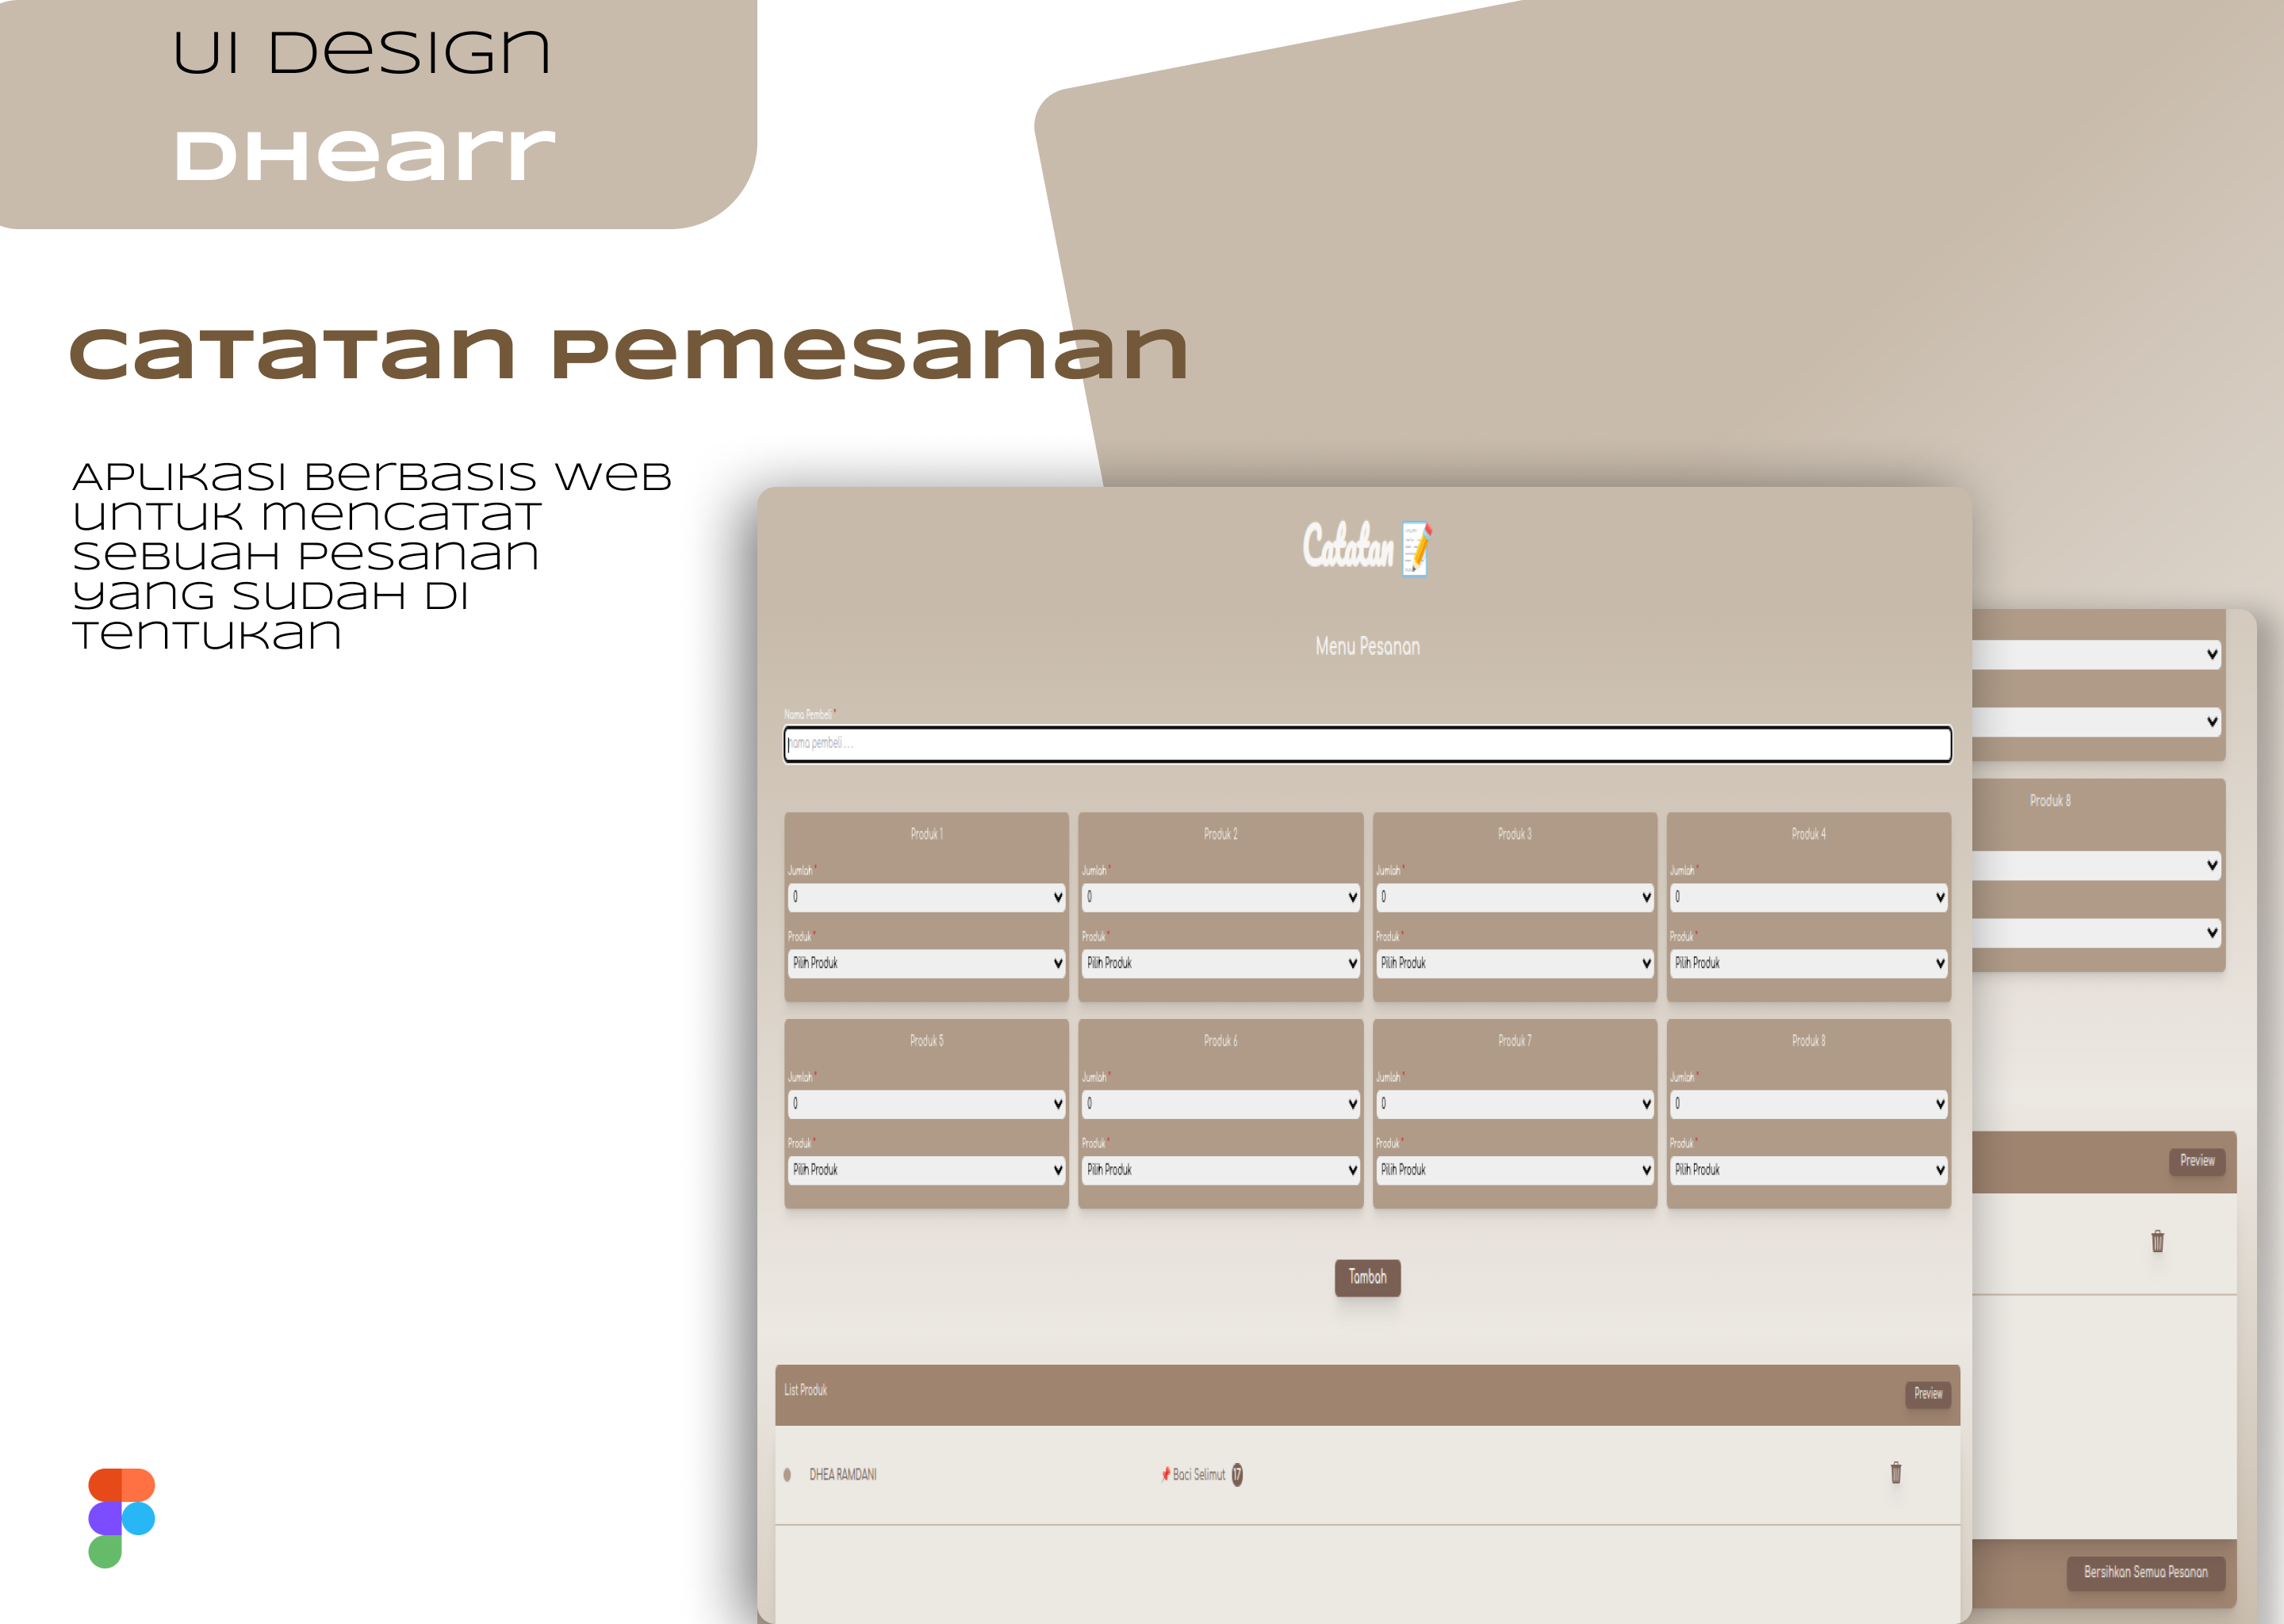 UI Design
DHearr
Catatan Pemesanan
Aplikasi Berbasis Web
untuk mencatat
sebuah pesanan
yang sudah di
tentukan
Catatan
Menu Pesanan
Nama Pembeli *
nama pembeli ...
Produk 1 Produk 2 Produk 3 Produk 4
Jumlah * Jumlah * Jumlah * Jumlah *
0 0 0 0
Produk * Produk * Produk * Produk *
Pilih Produk Pilih Produk Pilih Produk Pilih Produk
Produk 5 Produk 6 Produk 7 Produk 8
Jumlah * Jumlah * Jumlah * Jumlah *
0 0 0 0
Produk * Produk * Produk * Produk *
Pilih Produk Pilih Produk Pilih Produk Pilih Produk
Tambah
List Produk Preview
DHEA RAMDANI Baci Selimut 17
Produk 8
Preview
Bersihkan Semua Pesanan